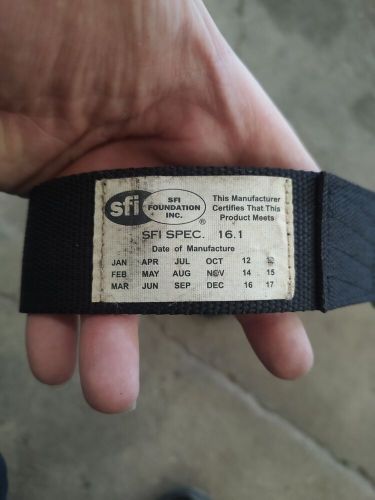 sfi
SFI
FOUNDATION
INC.
®
This Manufacturer
Certifies That This
Product Meets
SFI SPEC. 16.1
Date of Manufacture
JAN APR JUL OCT 12
FEB MAY AUG NOV 14 15
MAR JUN SEP DEC 16 17